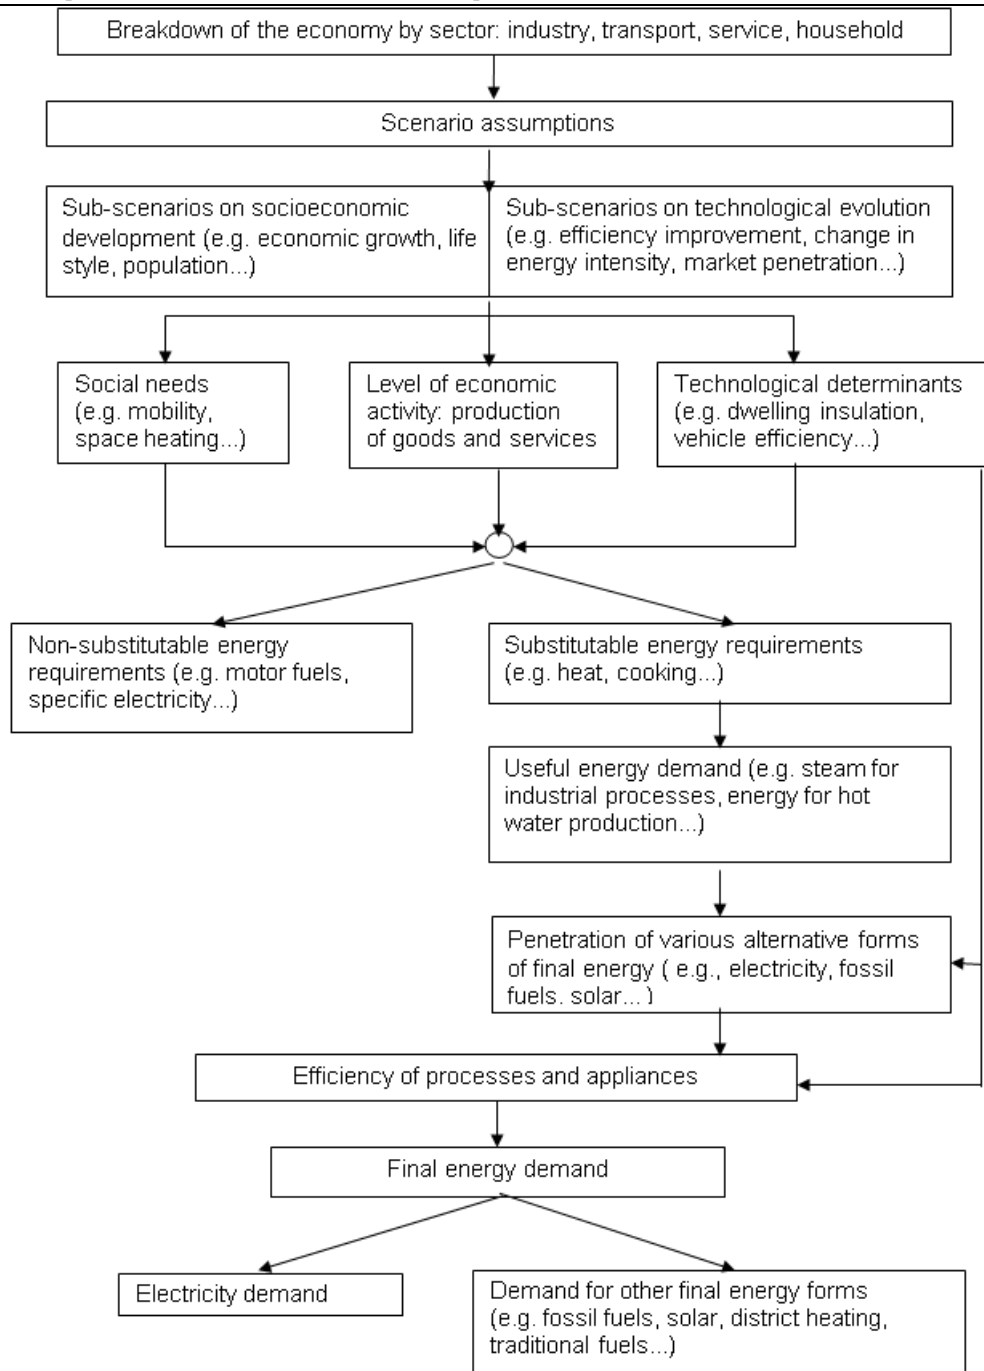 Breakdown of the economy by sector: industry, transport, service, household
Scenario assumptions
Sub-scenarios on socioeconomic
development (e.g. economic growth, life
style, population...)
Sub-scenarios on technological evolution
(e.g. efficiency improvement, change in
energy intensity, market penetration...)
Social needs
(e.g. mobility,
space heating...)
Level of economic
activity: production
of goods and services
Technological determinants
(e.g. dwelling insulation,
vehicle efficiency...)
Non-substitutable energy
requirements (e.g. motor fuels,
specific electricity...)
Substitutable energy requirements
(e.g. heat, cooking...)
Useful energy demand (e.g. steam for
industrial processes, energy for hot
water production...)
Penetration of various alternative forms
of final energy ( e.g., electricity, fossil
fuels, solar... )
Efficiency of processes and appliances
Final energy demand
Electricity demand
Demand for other final energy forms
(e.g. fossil fuels, solar, district heating,
traditional fuels...)